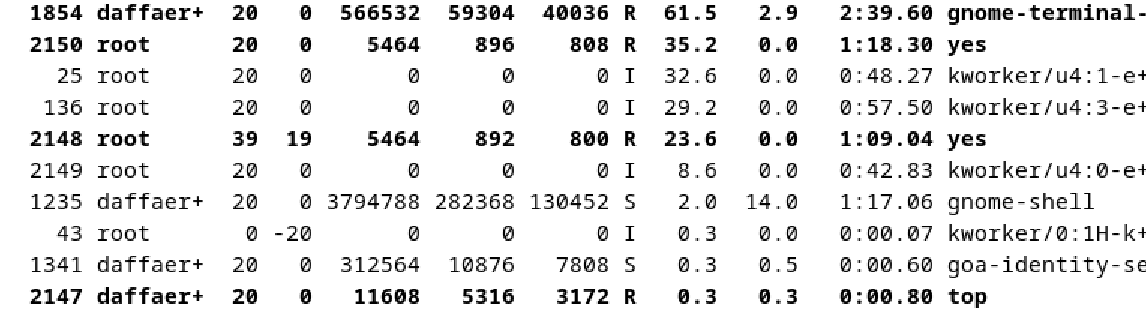 1854 daffaer+ 20 0 566532 59304 40036 R 61.5 2.9 2:39.60 gnome-terminal-
2150 root 20 0 5464 896 808 R 35.2 0.0 1:18.30 yes
25 root 20 0 0 0 0 I 32.6 0.0 0:48.27 kworker/u4:1-e+
136 root 20 0 0 0 0 I 29.2 0.0 0:57.50 kworker/u4:3-e+
2148 root 39 19 5464 892 800 R 23.6 0.0 1:09.04 yes
2149 root 20 0 0 0 0 I 8.6 0.0 0:42.83 kworker/u4:0-e+
1235 daffaer+ 20 0 3794788 282368 130452 S 2.0 14.0 1:17.06 gnome-shell
43 root 0 -20 0 0 0 I 0.3 0.0 0:00.07 kworker/0:1H-k+
1341 daffaer+ 20 0 312564 10876 7808 S 0.3 0.5 0:00.60 goa-identity-se
2147 daffaer+ 20 0 11608 5316 3172 R 0.3 0.3 0:00.80 top